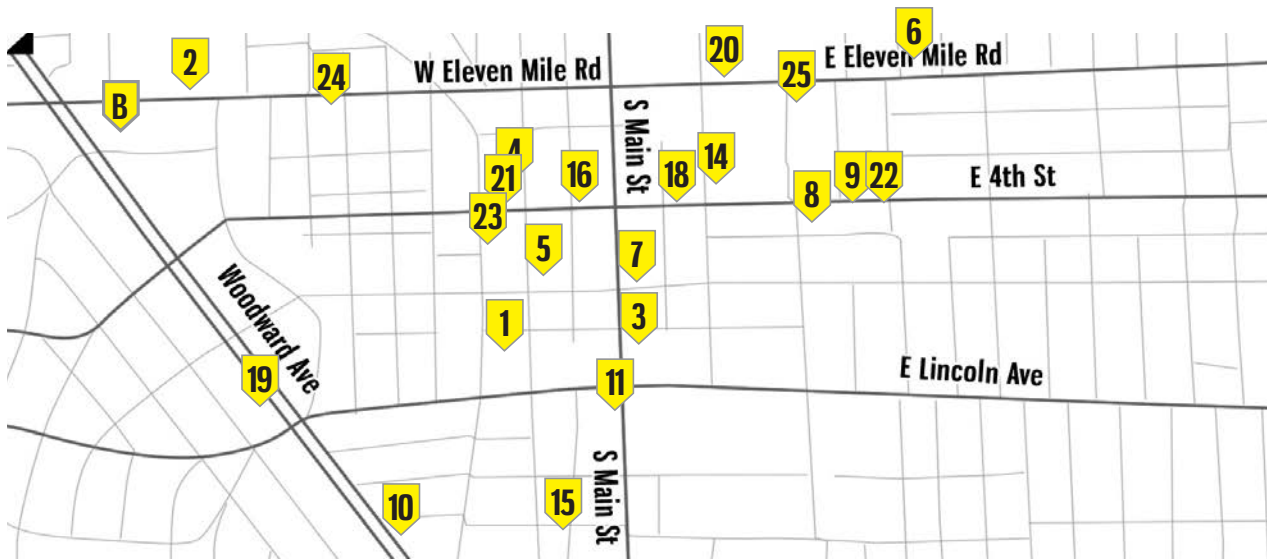 6
20
2
24
W Eleven Mile Rd
E Eleven Mile Rd
25
B
S Main St
4
14
21
16
18
9
22
E 4th St
8
23
5
7
Woodward Ave
1
3
19
11
E Lincoln Ave
S Main St
10
15